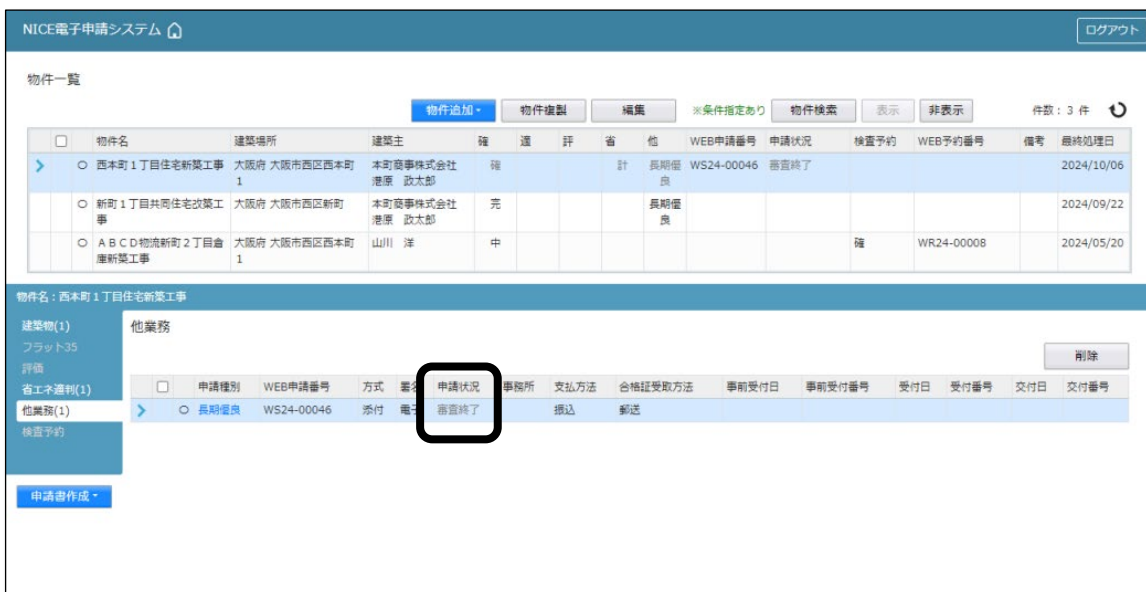 NICE電子申請システム
ログアウト
物件一覧
物件追加 物件複製 編集 ※条件指定あり 物件検索 表示 非表示 件数: 3 件
物件名 建築場所 建築主 確 適 評 省 他 WEB申請番号 申請状況 検査予約 WEB予約番号 備考 最終処理日
○ 西本町1丁目住宅新築工事 大阪府 大阪市西区西本町 本町商事株式会社 確 計 長期優 WS24-00046 審査終了 2024/10/06
1 港原 政太郎 良
○ 新町1丁目共同住宅改築工 大阪府 大阪市西区新町 本町商事株式会社 完 長期優 2024/09/22
事 港原 政太郎 良
○ ABCD物流新町2丁目倉 大阪府 大阪市西区西本町 山川 洋 中 確 WR24-00008 2024/05/20
庫新築工事 1
物件名:西本町1丁目住宅新築工事
建築物(1)
他業務
フラット35
削除
評価
省エネ適判(1)
申請種別 WEB申請番号 方式 署名 申請状況 事務所 支払方法 合格証受取方法 事前受付日 事前受付番号 受付日 受付番号 交付日 交付番号
他業務(1)
○ 長期優良 WS24-00046 添付 電子 審査終了 振込 郵送
検査予約
申請書作成